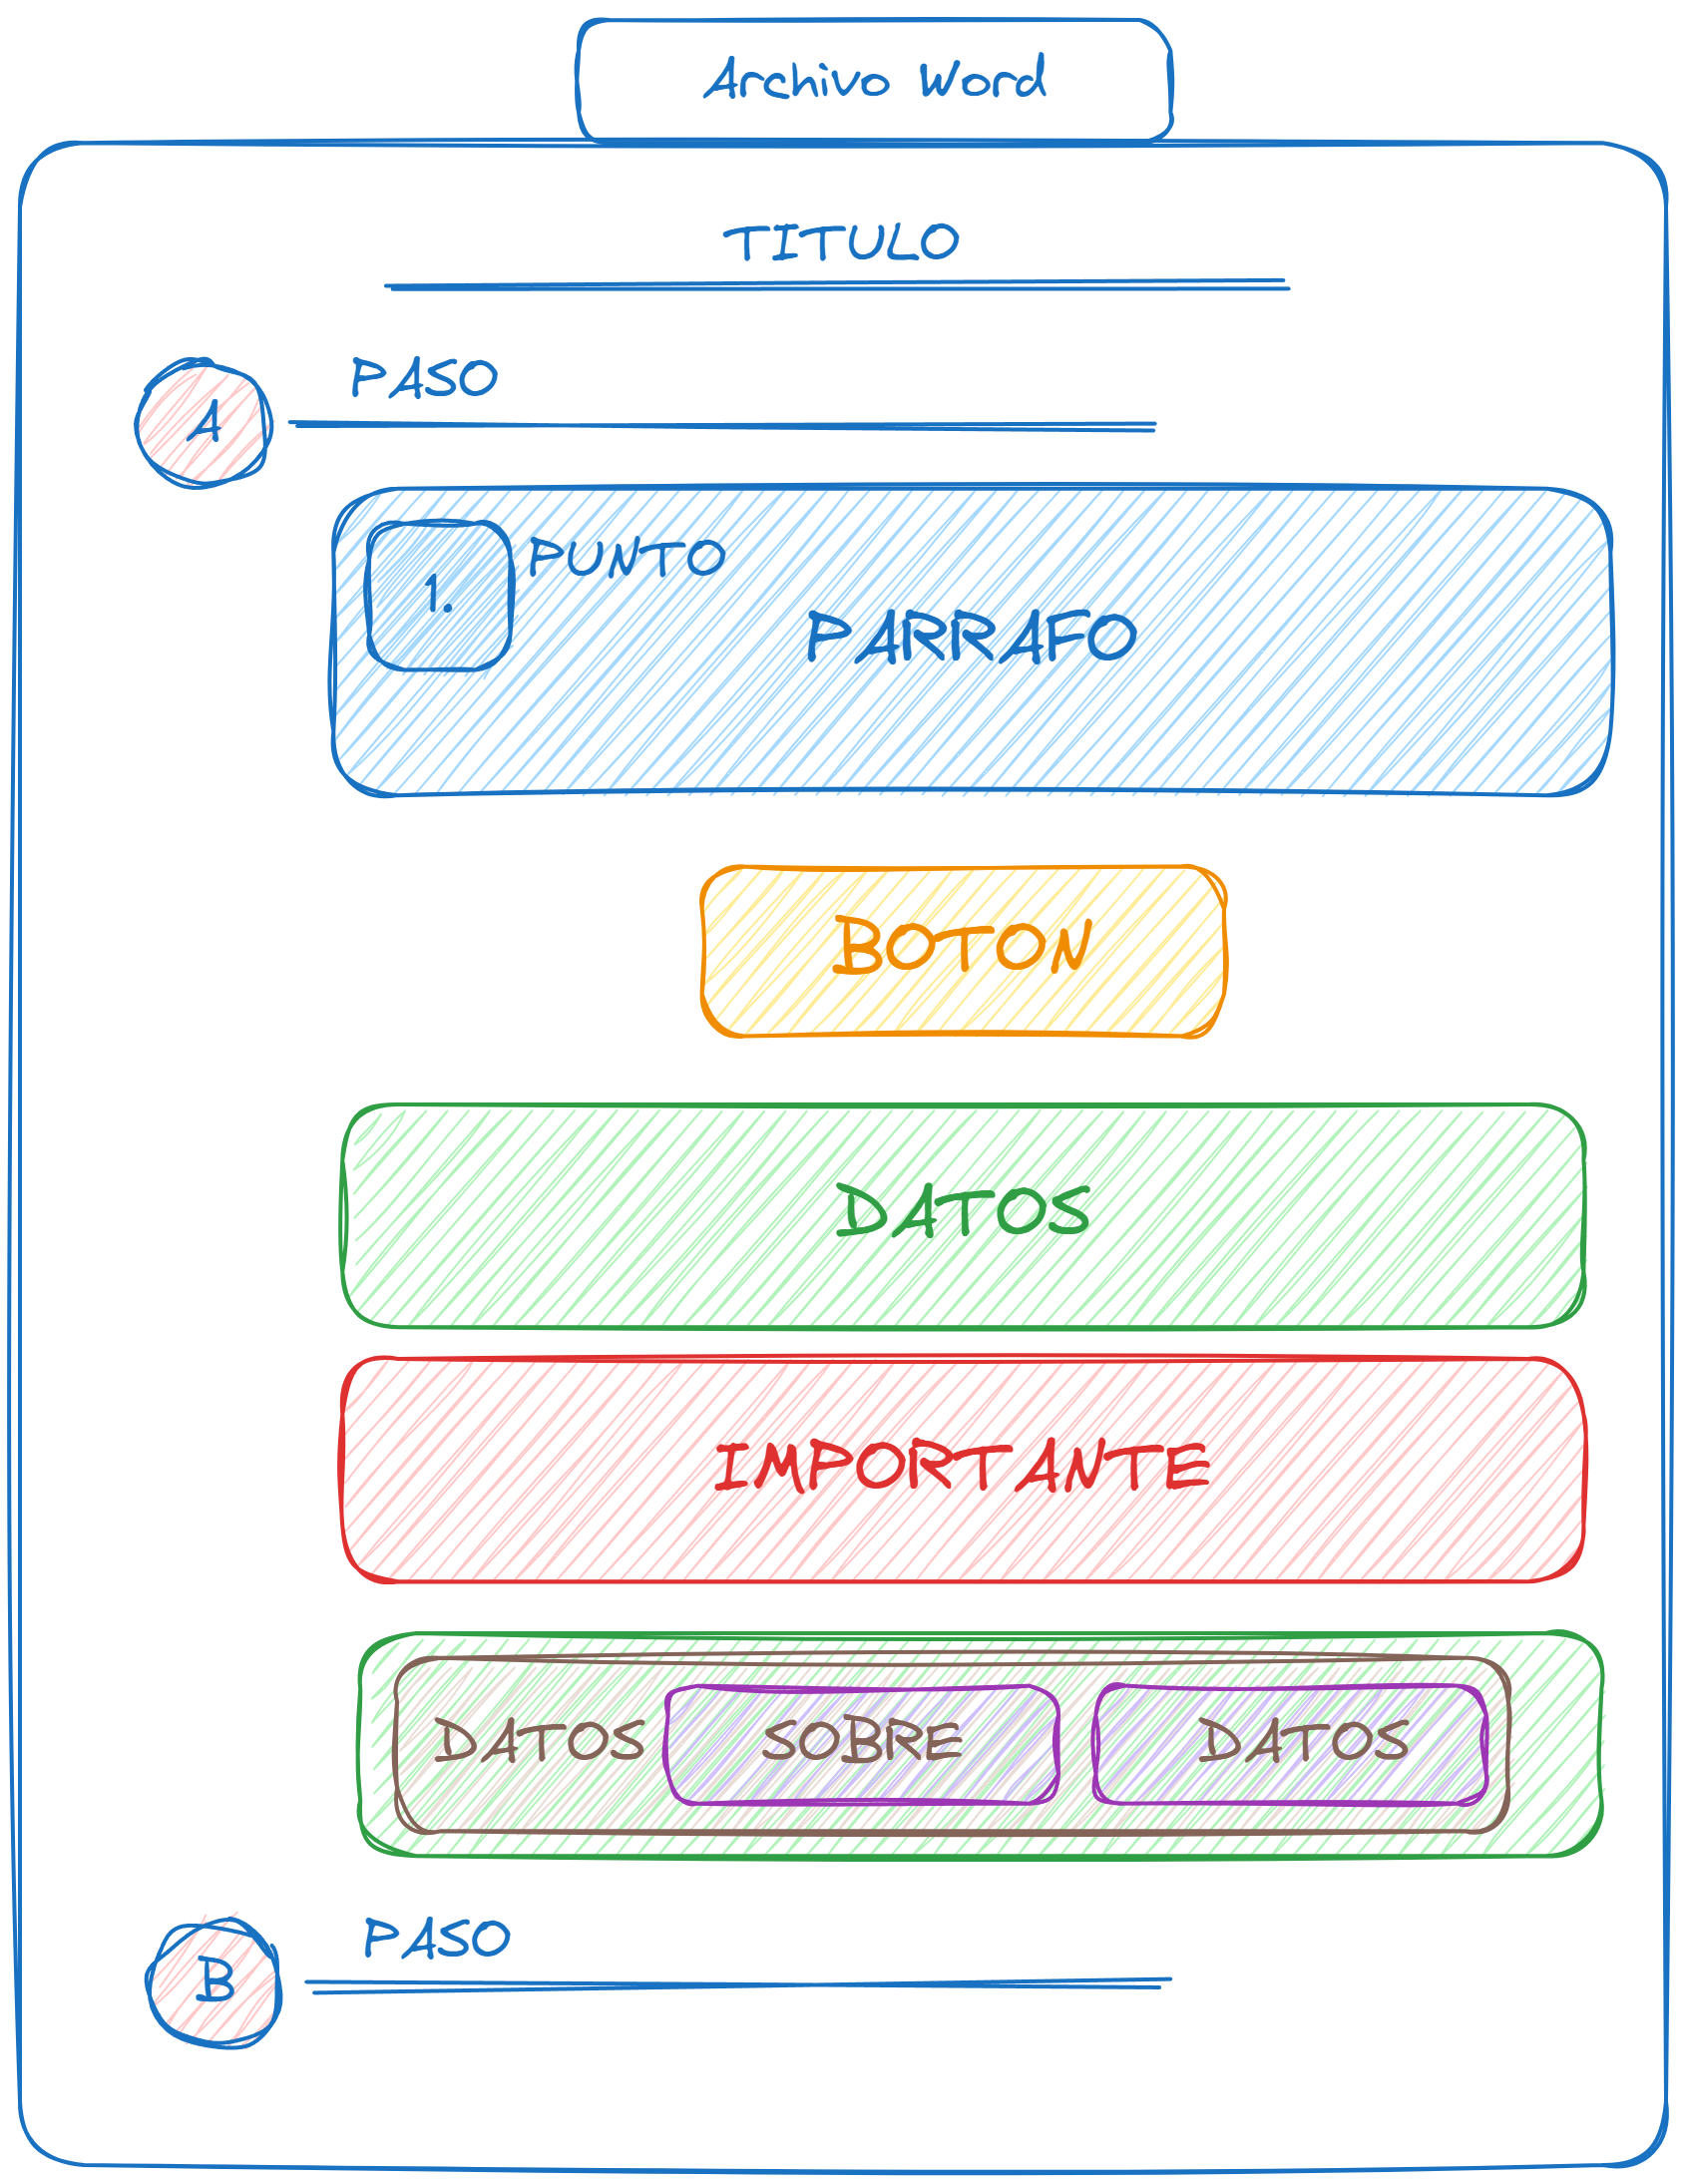 Archivo Word
TITULO
PASO
A
PUNTO
1.
PARRAFO
BOTON
DATOS
IMPORTANTE
DATOS SOBRE DATOS
PASO
B